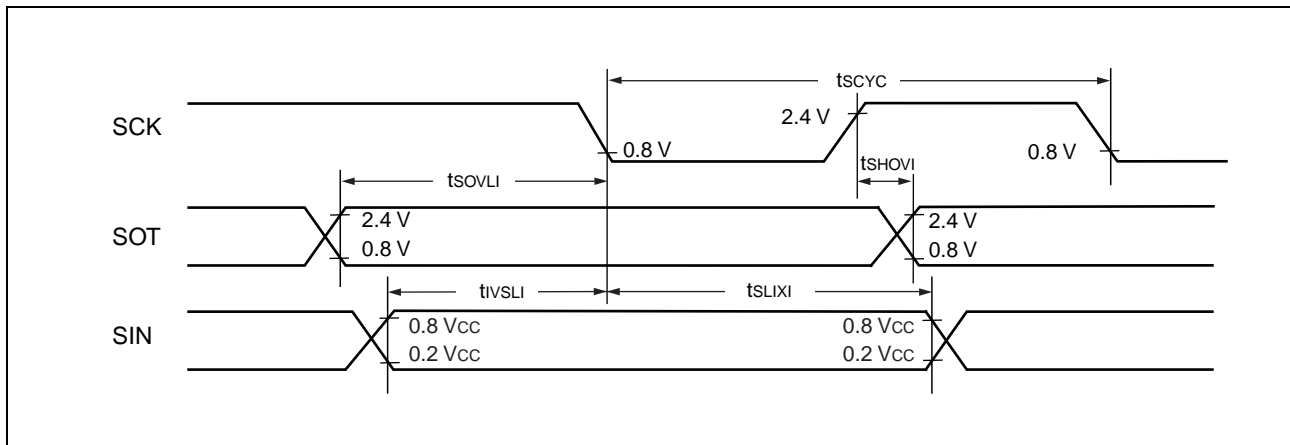 tSCYC
SCK
2.4 V
0.8 V
0.8 V
tSHOVI
tSOVLI
SOT
2.4 V
2.4 V
0.8 V
0.8 V
tIVSLI
tSLIXI
SIN
0.8 VCC
0.8 VCC
0.2 VCC
0.2 VCC